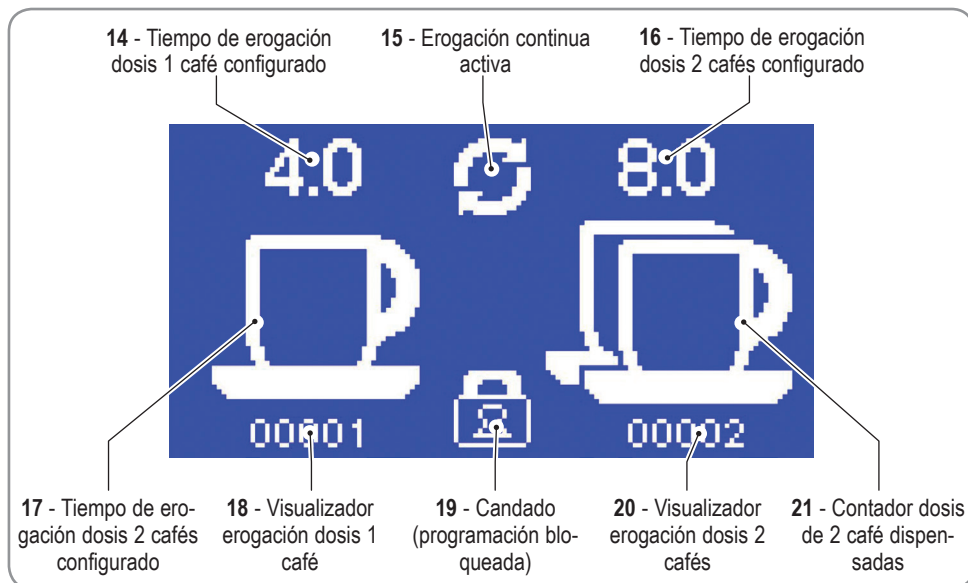 14 - Tiempo de erogación
dosis 1 café configurado
15 - Erogación continua
activa
16 - Tiempo de erogación
dosis 2 cafés configurado
4.0
8.0
00001
00002
17 - Tiempo de ero-
gación dosis 2 cafés
configurado
18 - Visualizador
erogación dosis 1
café
19 - Candado
(programación blo-
queada)
20 - Visualizador
erogación dosis 2
cafés
21 - Contador dosis
de 2 café dispen-
sadas